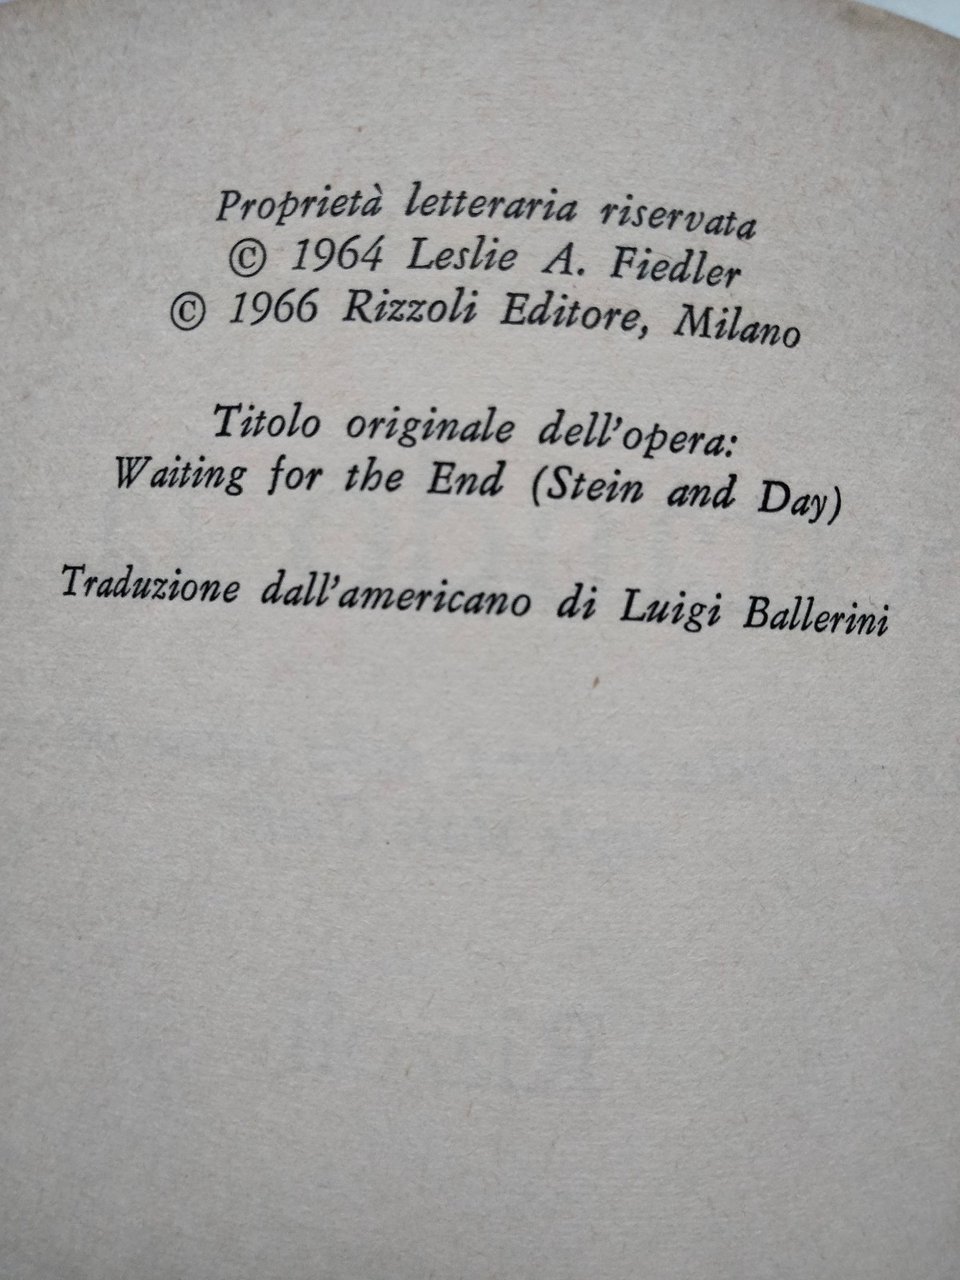 Proprietà letteraria riservata
© 1964 Leslie A. Fiedler
© 1966 Rizzoli Editore, Milano
Titolo originale dell'opera:
Waiting for the End (Stein and Day)
Traduzione dall'americano di Luigi Ballerini